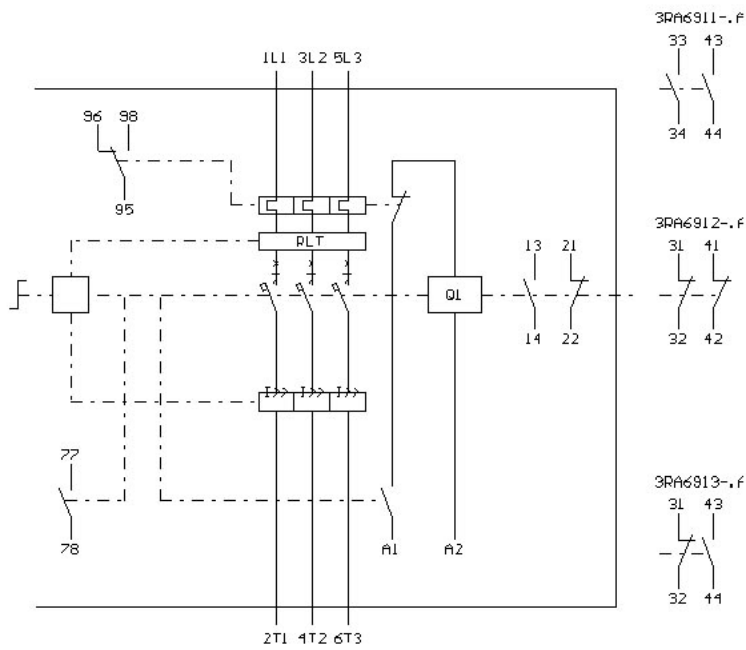 3RA6911-.A
1L1 3L2 5L3
33 43
96 98
34 44
95
3RA6912-.A
RLT
13 21
31 41
Q1
14 22
32 42
I>> I>> I>>
77
3RA6913-.A
31 43
78
A1 A2
32 44
2T1 4T2 6T3